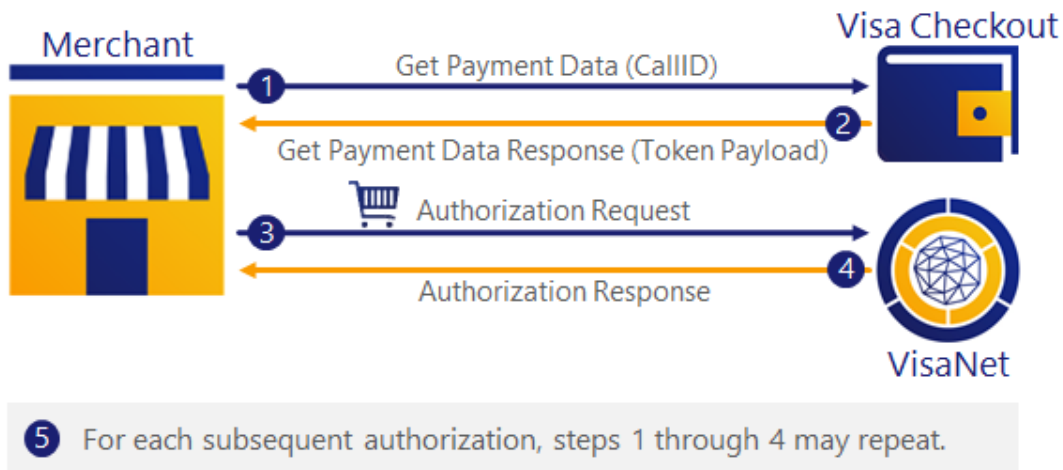 Merchant
Visa Checkout
1
Get Payment Data (CallID)
2
Get Payment Data Response (Token Payload)
3
Authorization Request
4
Authorization Response
VisaNet
5 For each subsequent authorization, steps 1 through 4 may repeat.